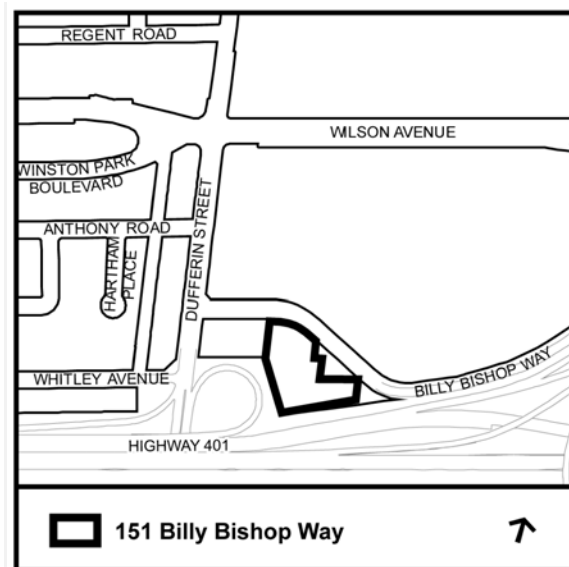 REGENT ROAD
WILSON AVENUE
WINSTON PARK
BOULEVARD
ANTHONY ROAD
HARTHAM
PLACE
DUFFERIN STREET
WHITLEY AVENUE
BILLY BISHOP WAY
HIGHWAY 401
151 Billy Bishop Way